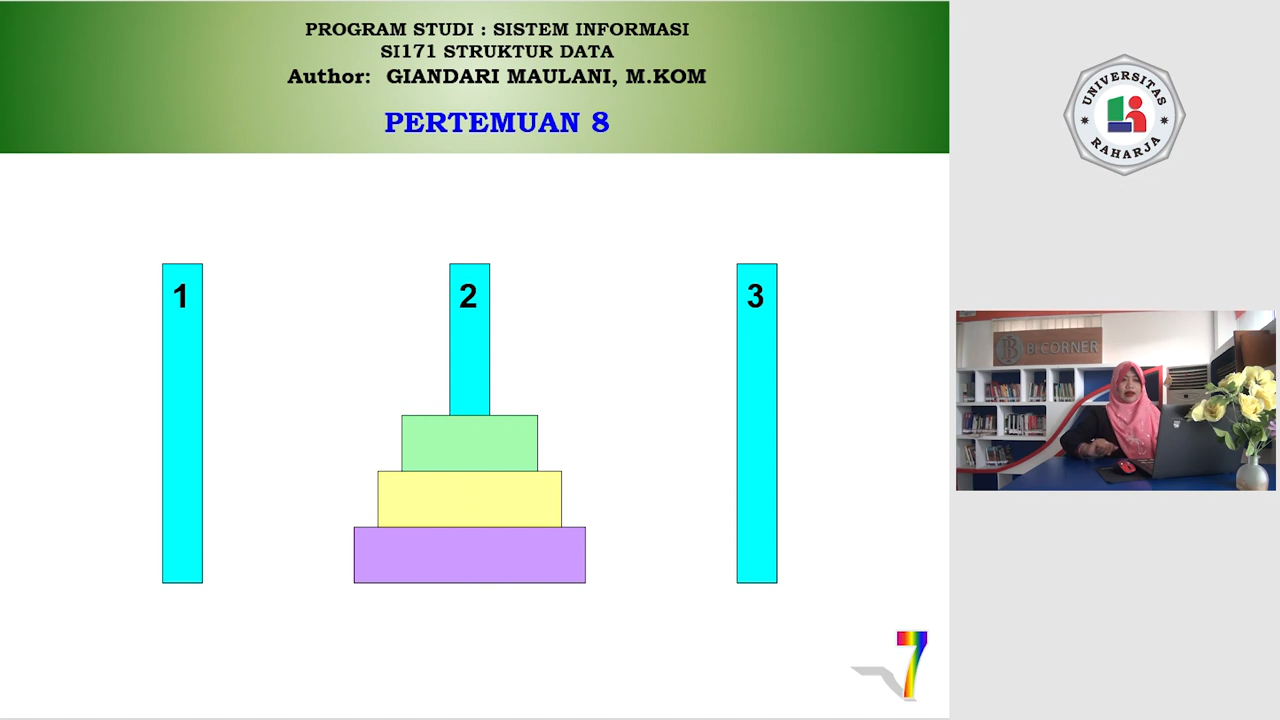 PROGRAM STUDI : SISTEM INFORMASI
SI171 STRUKTUR DATA
Author: GIANDARI MAULANI, M.KOM
PERTEMUAN 8
1
2
3
7
UNIVERSITAS
RAHARJA
B CORNER